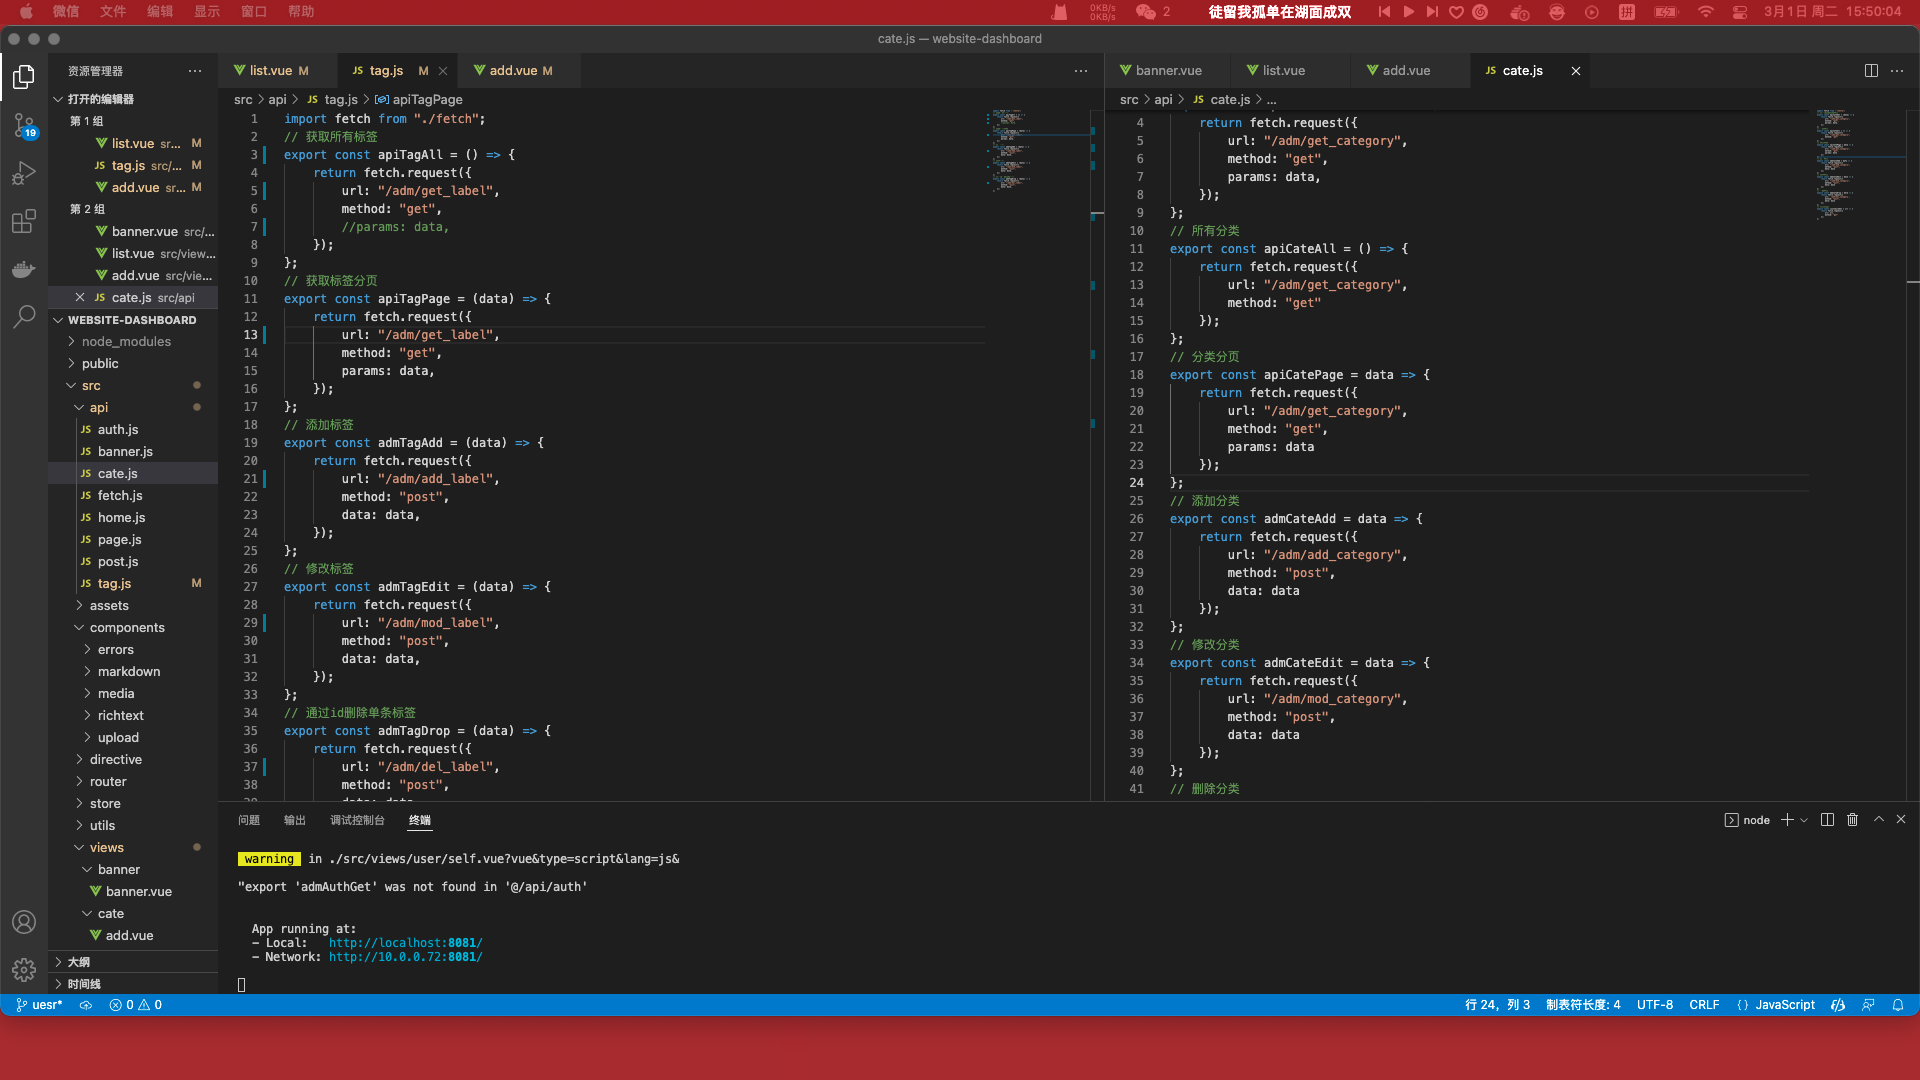 微信 文件 编辑 显示 窗口 帮助
0KB/s
0KB/s
2
徒留我孤单在湖面成双
拼
3月1日 周二 15:50:04
cate.js — website-dashboard
资源管理器
打开的编辑器
第 1 组
list.vue sr... M
tag.js src/... M
add.vue sr... M
第 2 组
banner.vue src/...
list.vue src/view...
add.vue src/vie...
cate.js src/api
WEBSITE-DASHBOARD
node_modules
public
src
api
JS auth.js
JS banner.js
JS cate.js
JS fetch.js
JS home.js
JS page.js
JS post.js
JS tag.js M
assets
components
errors
markdown
media
richtext
upload
directive
router
store
utils
views
banner
banner.vue
cate
add.vue
大纲
时间线
19
list.vue M
JS tag.js M
add.vue M
src > api > JS tag.js > apiTagPage
1 import fetch from "./fetch";
2 // 获取所有标签
3 export const apiTagAll = () => {
4 return fetch.request({
5 url: "/adm/get_label",
6 method: "get",
7 //params: data,
8 });
9 };
10 // 获取标签分页
11 export const apiTagPage = (data) => {
12 return fetch.request({
13 url: "/adm/get_label",
14 method: "get",
15 params: data,
16 });
17 };
18 // 添加标签
19 export const admTagAdd = (data) => {
20 return fetch.request({
21 url: "/adm/add_label",
22 method: "post",
23 data: data,
24 });
25 };
26 // 修改标签
27 export const admTagEdit = (data) => {
28 return fetch.request({
29 url: "/adm/mod_label",
30 method: "post",
31 data: data,
32 });
33 };
34 // 通过id删除单条标签
35 export const admTagDrop = (data) => {
36 return fetch.request({
37 url: "/adm/del_label",
38 method: "post",
banner.vue
list.vue
add.vue
JS cate.js
src > api > JS cate.js > ...
4 return fetch.request({
5 url: "/adm/get_category",
6 method: "get",
7 params: data,
8 });
9 };
10 // 所有分类
11 export const apiCateAll = () => {
12 return fetch.request({
13 url: "/adm/get_category",
14 method: "get"
15 });
16 };
17 // 分类分页
18 export const apiCatePage = data => {
19 return fetch.request({
20 url: "/adm/get_category",
21 method: "get",
22 params: data
23 });
24 };
25 // 添加分类
26 export const admCateAdd = data => {
27 return fetch.request({
28 url: "/adm/add_category",
29 method: "post",
30 data: data
31 });
32 };
33 // 修改分类
34 export const admCateEdit = data => {
35 return fetch.request({
36 url: "/adm/mod_category",
37 method: "post",
38 data: data
39 });
40 };
41 // 删除分类
问题 输出 调试控制台 终端
node
warning in ./src/views/user/self.vue?vue&type=script&lang=js&
"export 'admAuthGet' was not found in '@/api/auth'
App running at:
- Local: http://localhost:8081/
- Network: http://10.0.0.72:8081/
uesr* 0 0
行 24，列 3 制表符长度: 4 UTF-8 CRLF JavaScript